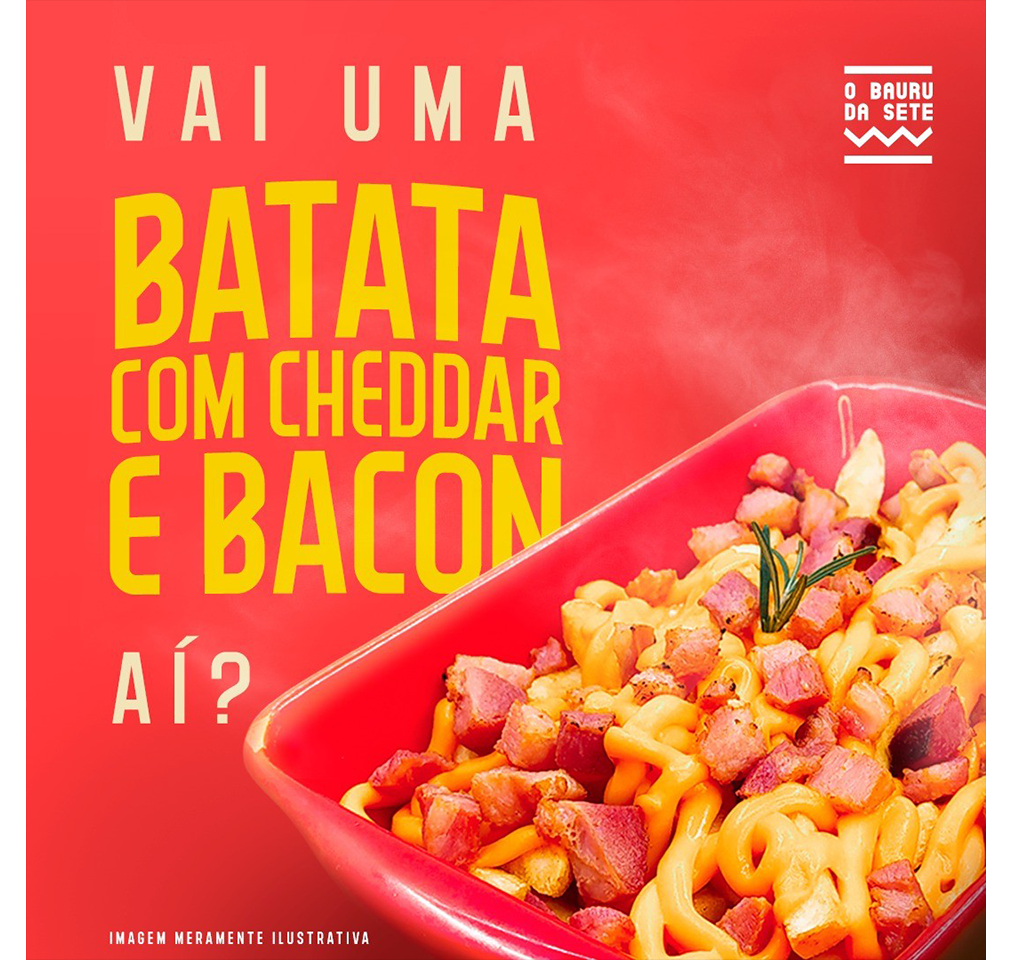 VAI UMA
O BAURU
DA SETE
BATATA
COM CHEDDAR
E BACON
AÍ?
IMAGEM MERAMENTE ILUSTRATIVA